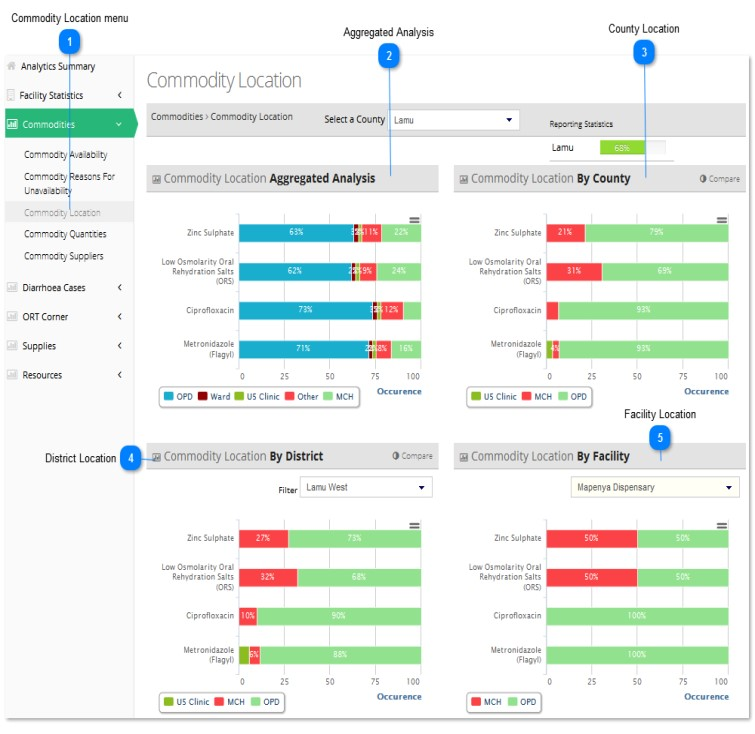 Commodity Location menu
Aggregated Analysis
County Location
1
2
3
Analytics Summary
Facility Statistics
Commodities
Commodity Availability
Commodity Reasons For
Unavailability
Commodity Location
Commodity Quantities
Commodity Suppliers
Diarrhoea Cases
ORT Corner
Supplies
Resources
Commodity Location
Commodities > Commodity Location
Select a County
Lamu
Reporting Statistics
Lamu
68%
Commodity Location Aggregated Analysis
Zinc Sulphate
63%
11%
22%
Low Osmolarity Oral
Rehydration Salts
(ORS)
62%
9%
24%
Ciprofloxacin
73%
12%
Metronidazole
(Flagyl)
71%
8%
16%
0 25 50 75 100
Occurence
OPD Ward US Clinic Other MCH
Commodity Location By County
Compare
Zinc Sulphate
21%
79%
Low Osmolarity Oral
Rehydration Salts
(ORS)
31%
69%
Ciprofloxacin
93%
Metronidazole
(Flagyl)
4%
93%
0 25 50 75 100
Occurence
US Clinic MCH OPD
District Location
4
Commodity Location By District
Compare
Filter
Lamu West
Zinc Sulphate
27%
73%
Low Osmolarity Oral
Rehydration Salts
(ORS)
32%
68%
Ciprofloxacin
10%
90%
Metronidazole
(Flagyl)
6%
88%
0 25 50 75 100
Occurence
US Clinic MCH OPD
Facility Location
5
Commodity Location By Facility
Mapenya Dispensary
Zinc Sulphate
50%
50%
Low Osmolarity Oral
Rehydration Salts
(ORS)
50%
50%
Ciprofloxacin
100%
Metronidazole
(Flagyl)
100%
0 25 50 75 100
Occurence
MCH OPD